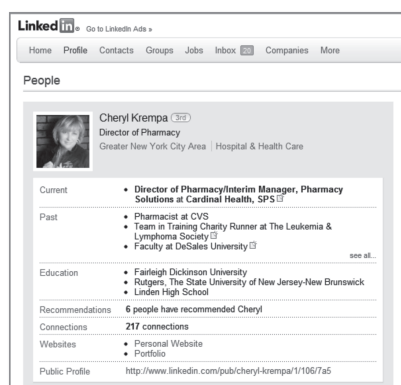 Linked in® Go to LinkedIn Ads »
Home Profile Contacts Groups Jobs Inbox 20 Companies More
People
Cheryl Krempa 3rd
Director of Pharmacy
Greater New York City Area | Hospital & Health Care
Current • Director of Pharmacy/Interim Manager, Pharmacy
Solutions at Cardinal Health, SPS
Past • Pharmacist at CVS
• Team in Training Charity Runner at The Leukemia &
Lymphoma Society
• Faculty at DeSales University
see all...
Education • Fairleigh Dickinson University
• Rutgers, The State University of New Jersey-New Brunswick
• Linden High School
Recommendations 6 people have recommended Cheryl
Connections 217 connections
Websites • Personal Website
• Portfolio
Public Profile http://www.linkedin.com/pub/cheryl-krempa/1/106/7a5